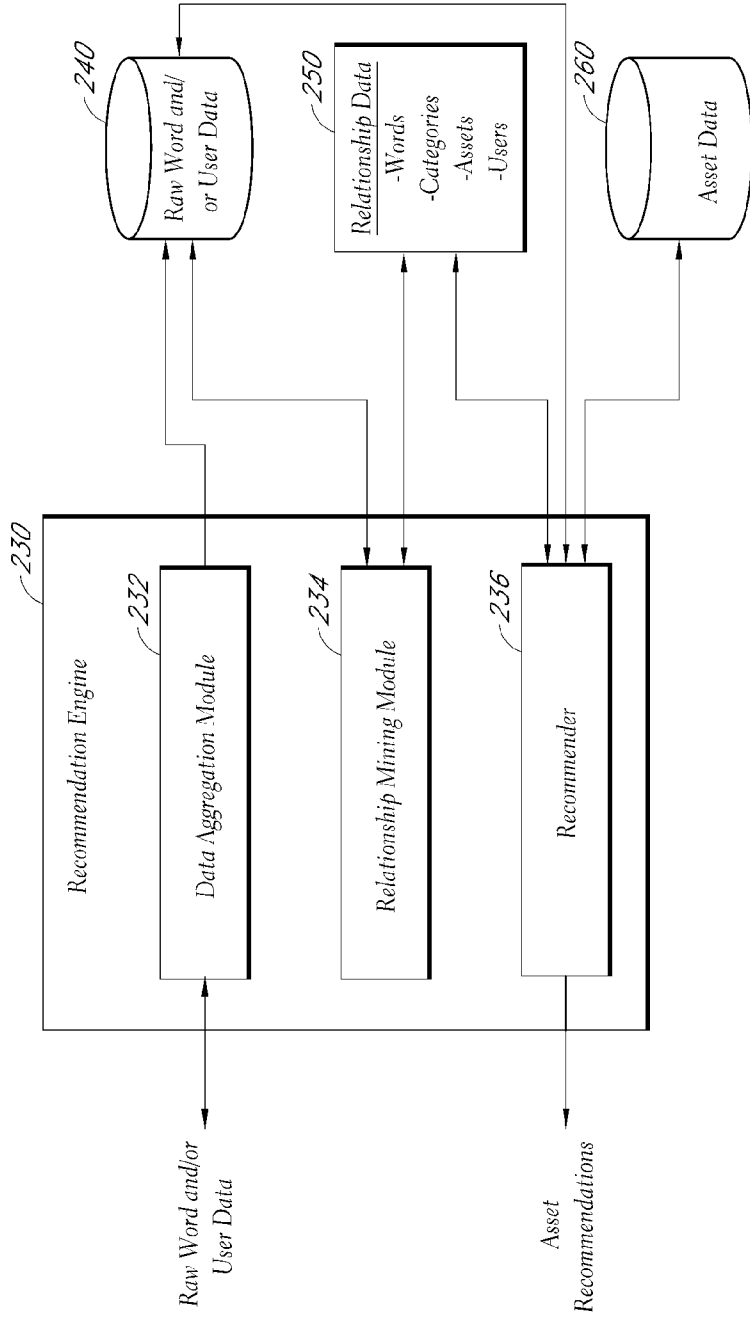 230
Recommendation Engine
232
Data Aggregation Module
234
Relationship Mining Module
236
Recommender
Raw Word and/or
User Data
Asset
Recommendations
240
Raw Word and/
or User Data
250
Relationship Data
-Words
-Categories
-Assets
-Users
260
Asset Data